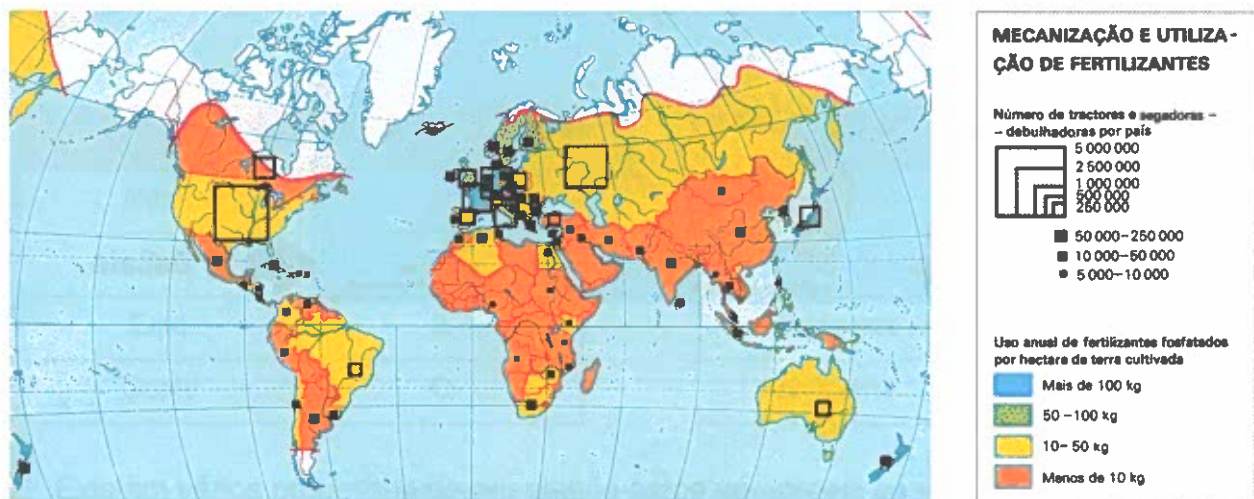 MECANIZAÇÃO E UTILIZA-
ÇÃO DE FERTILIZANTES
Número de tractores e segadoras -
- debulhadoras por país
5 000 000
2 500 000
1 000 000
500 000
250 000
50 000-250 000
10 000-50 000
5 000-10 000
Uso anual de fertilizantes fosfatados
por hectare de terra cultivada
Mais de 100 kg
50 -100 kg
10- 50 kg
Menos de 10 kg